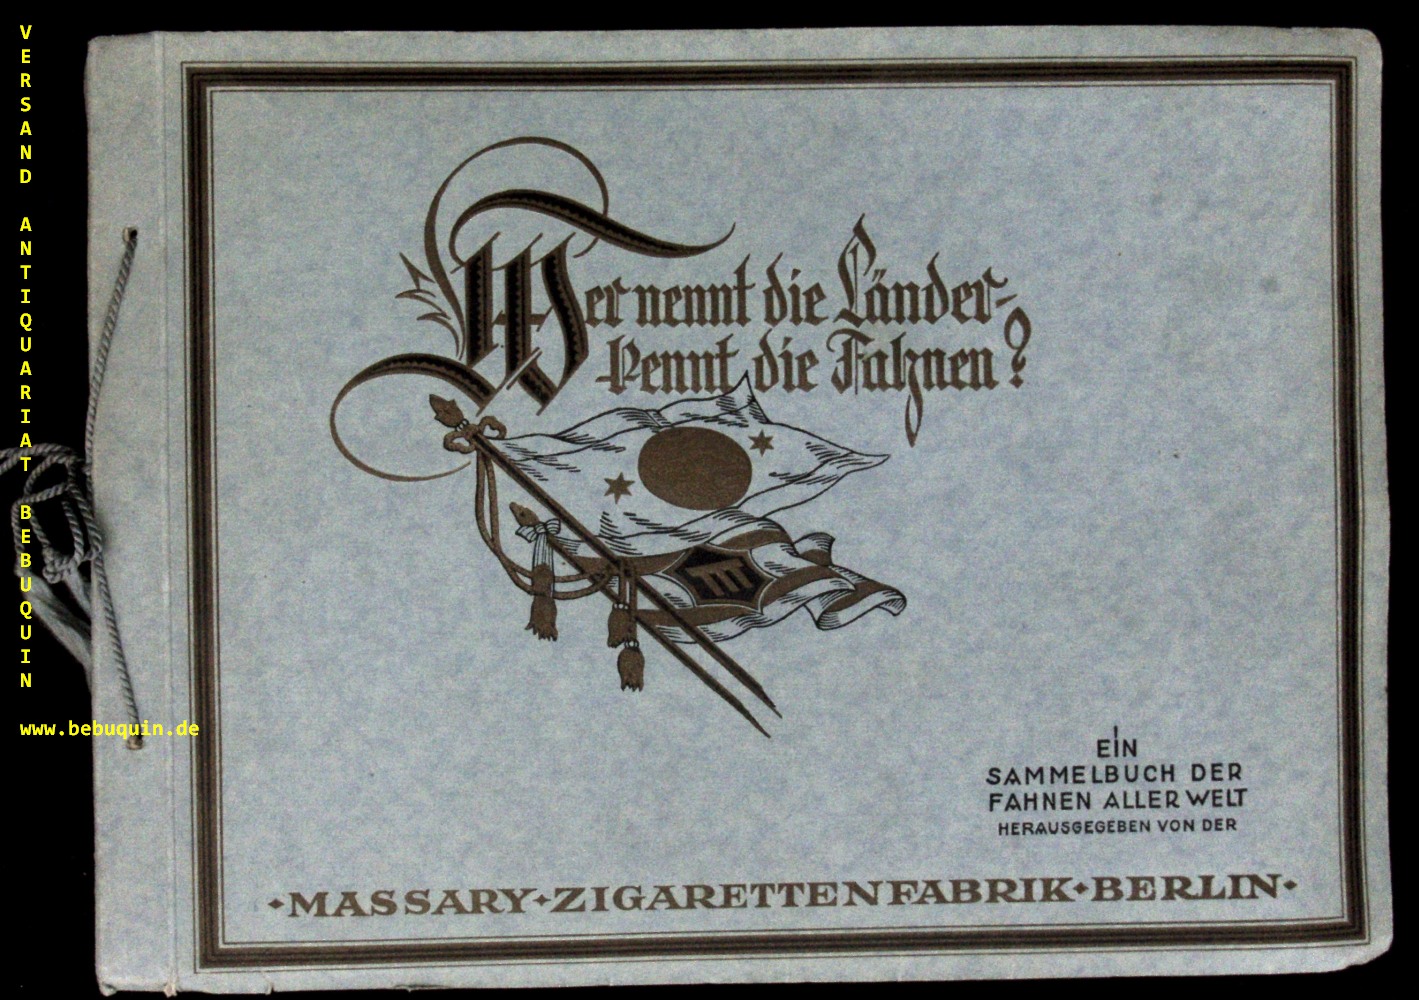 VERSAND ANTIQUARIAT BEBUQUIN
www.bebuquin.de
Wer nennt die Länder-
kennt die Fahnen?
EIN
SAMMELBUCH DER
FAHNEN ALLER WELT
HERAUSGEGEBEN VON DER
MASSARY·ZIGARETTENFABRIK·BERLIN